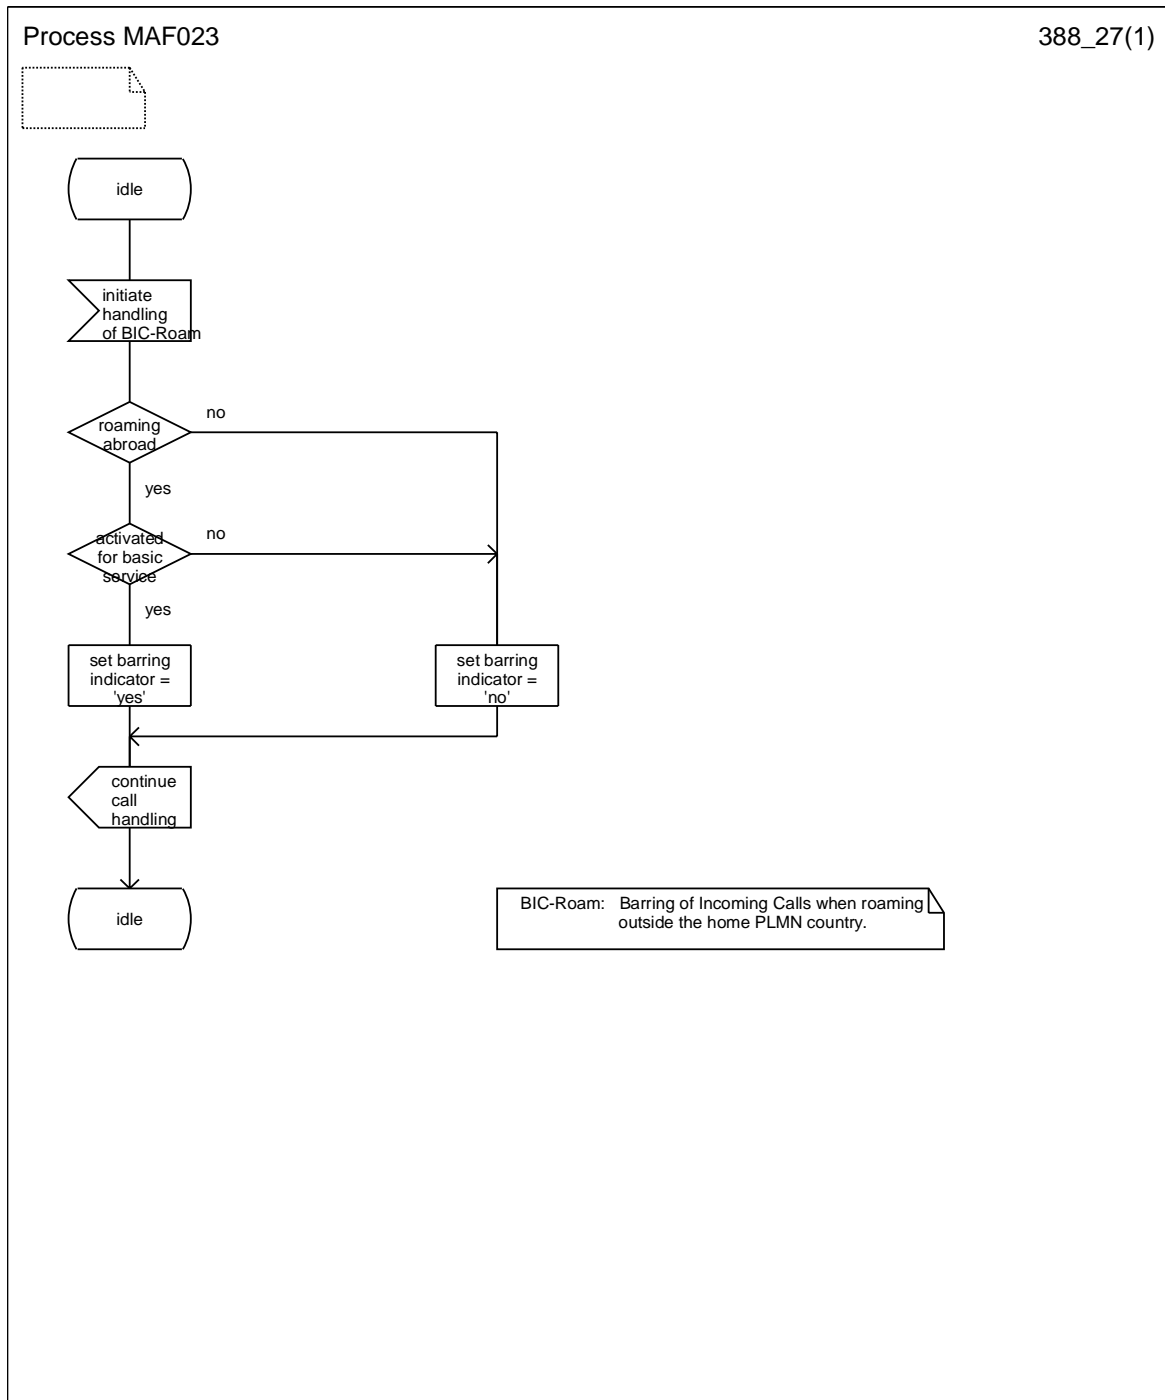 Process MAF023
388_27(1)
idle
initiate
handling
of BIC-Roam
roaming
abroad
no
yes
activated
for basic
service
no
yes
set barring
indicator =
'yes'
set barring
indicator =
'no'
continue
call
handling
idle
BIC-Roam: Barring of Incoming Calls when roaming
outside the home PLMN country.